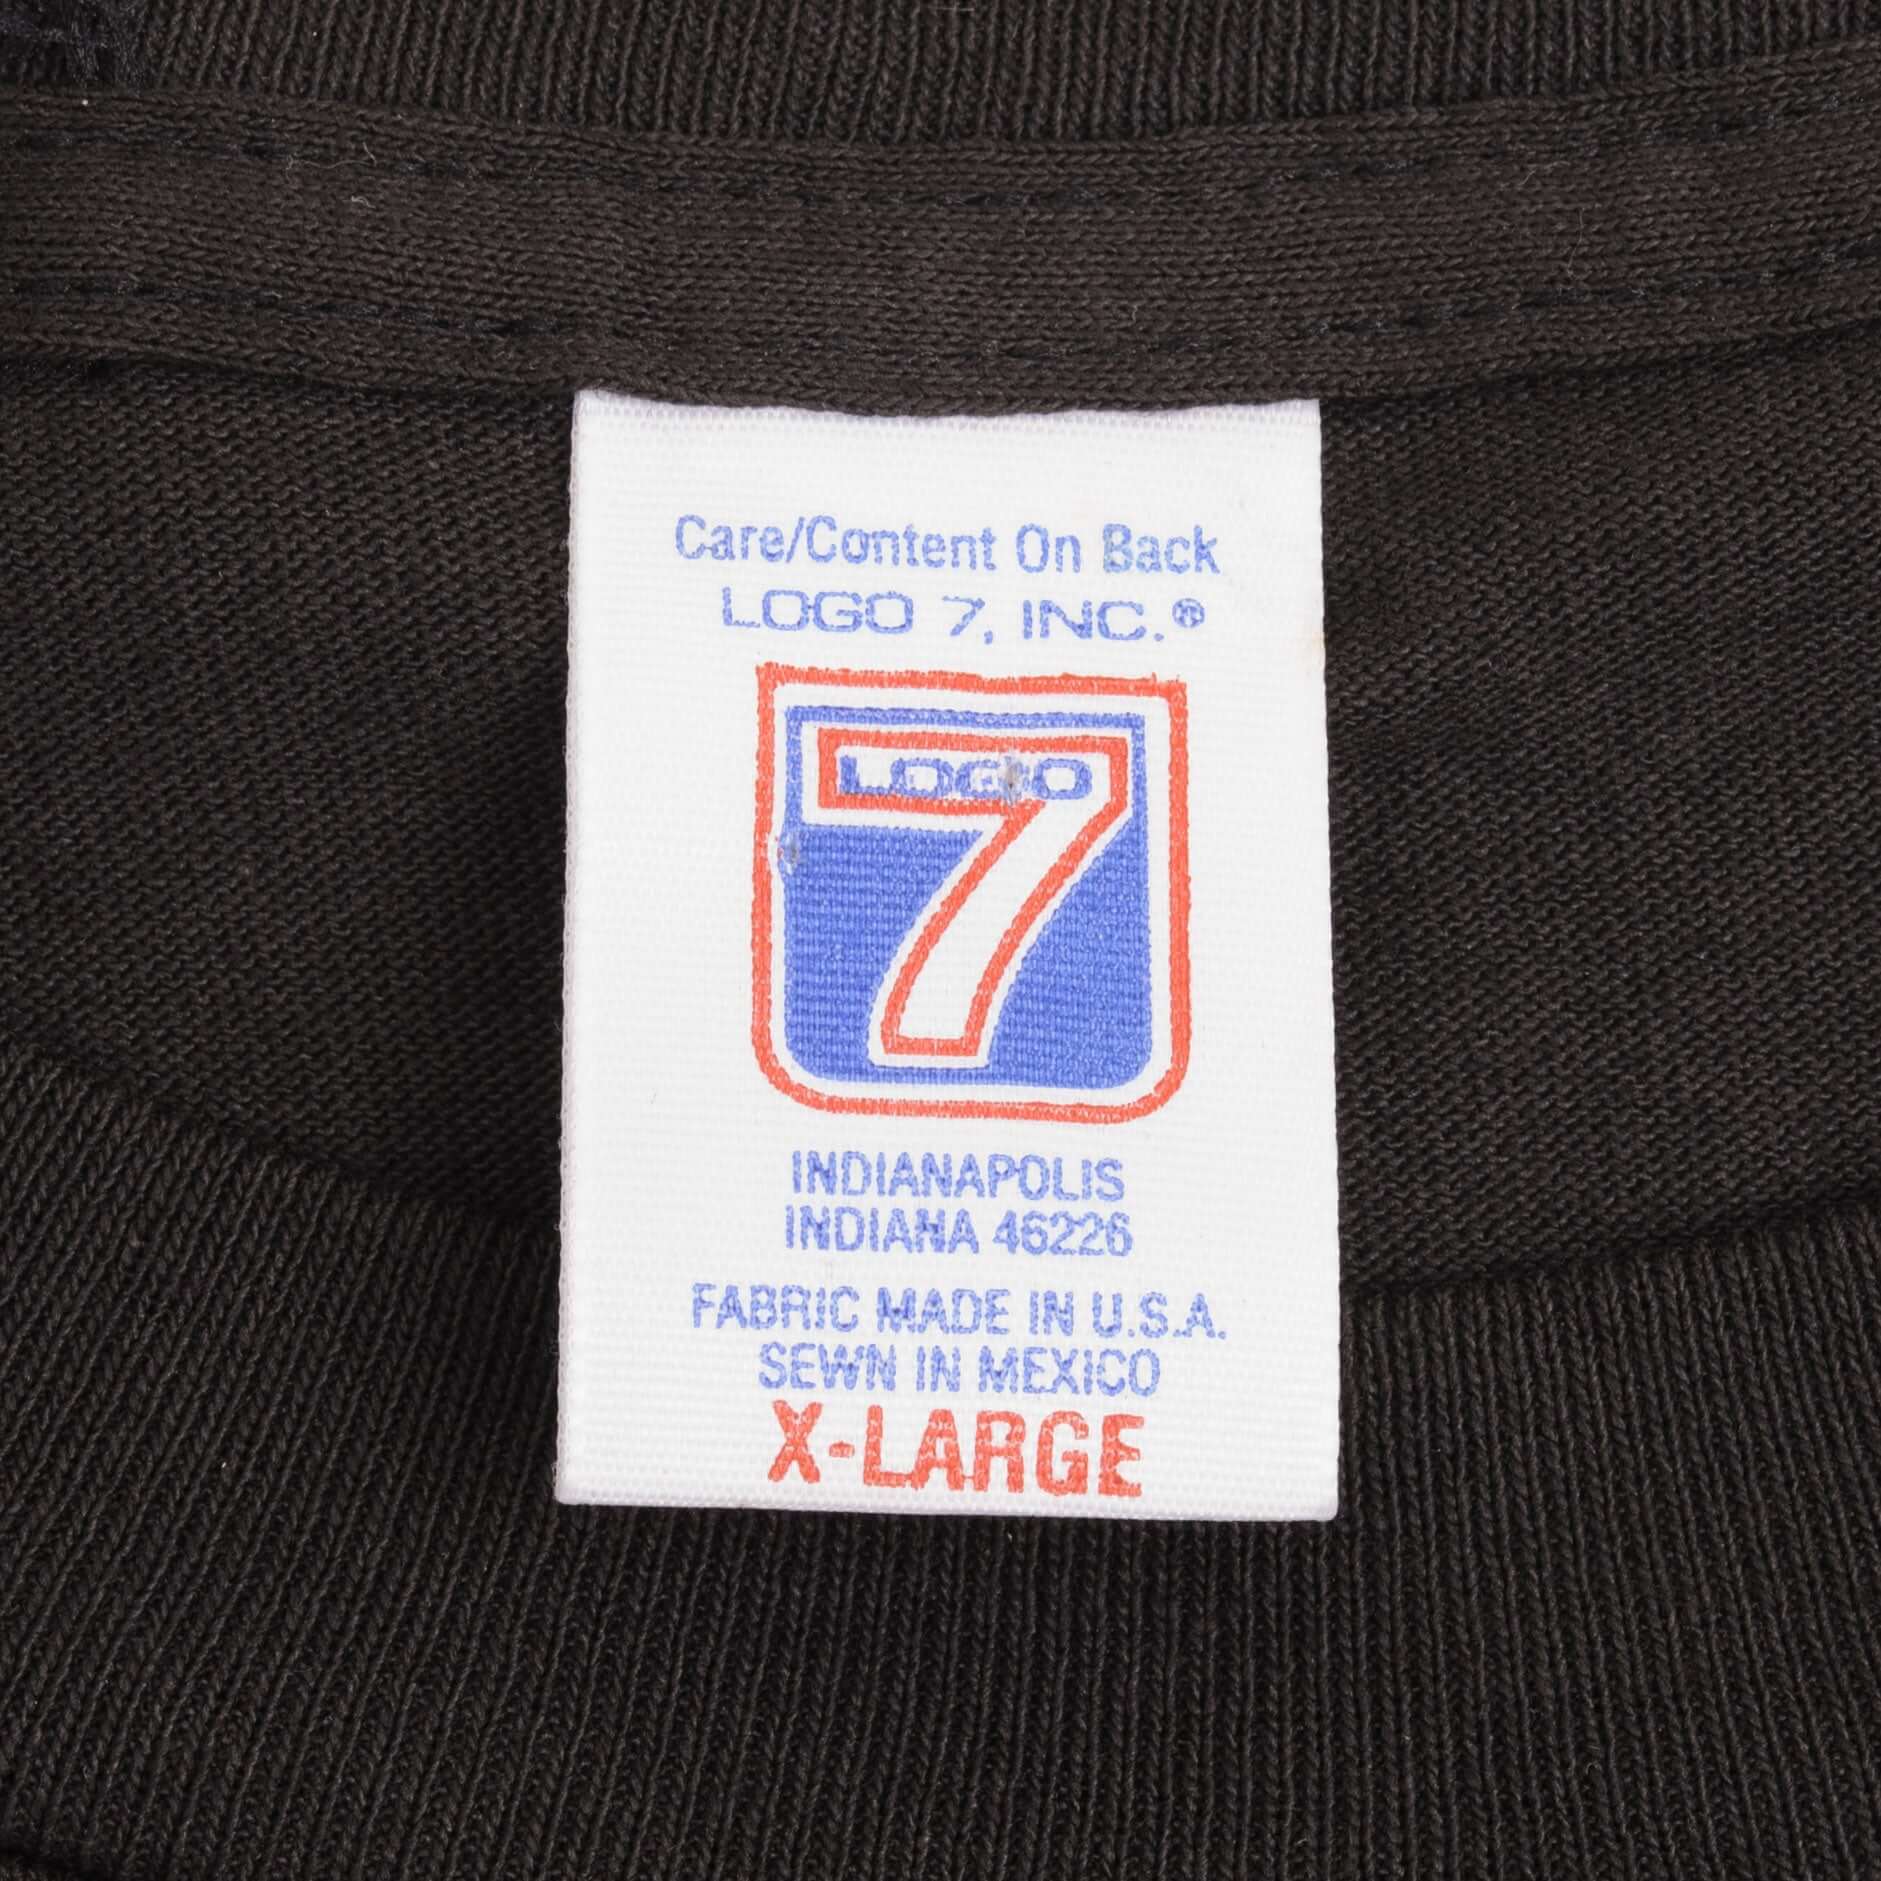 Care/Content On Back
LOGO 7, INC.®
LOGO
7
INDIANAPOLIS
INDIANA 46226
FABRIC MADE IN U.S.A.
SEWN IN MEXICO
X-LARGE